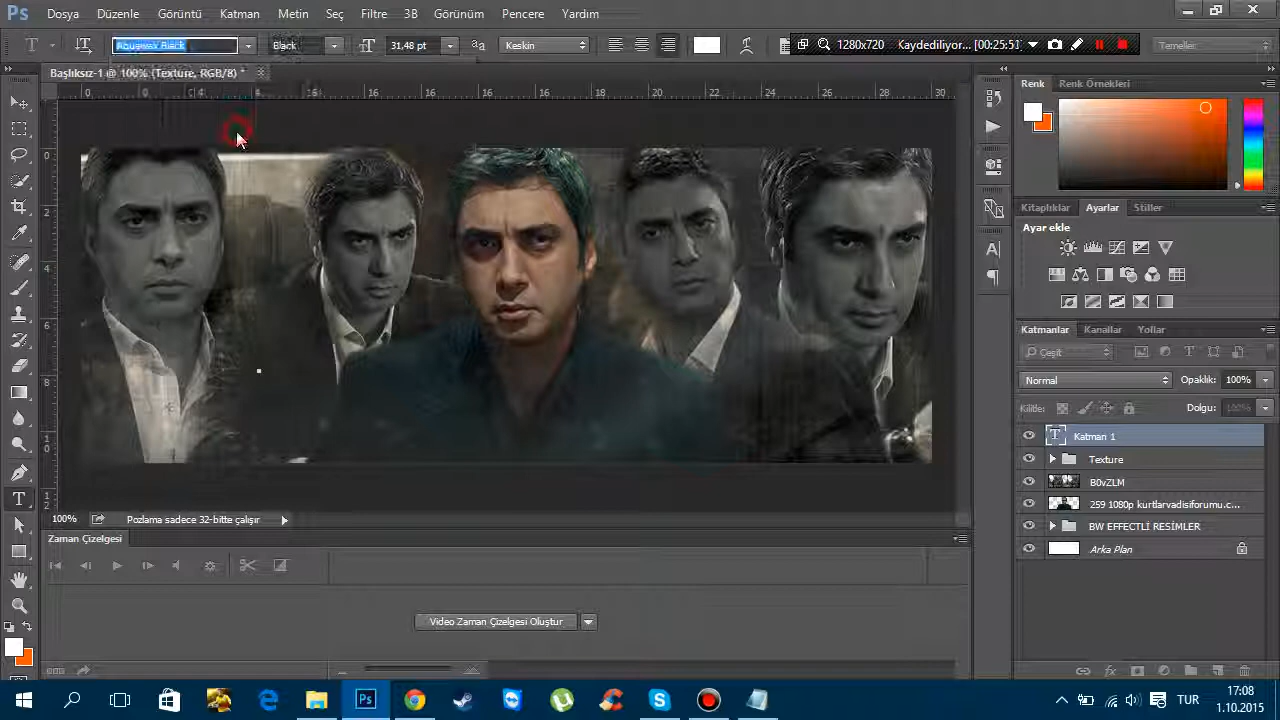 Ps Dosya Düzenle Görüntü Katman Metin Seç Filtre 3B Görünüm Pencere Yardım
Black 31,48 pt Keskin 1280x720 Kaydediliyor... [00:25:51] Temeller
Başlıksız-1 @ 100% (Texture, RGB/8) *
Renk Renk Örnekleri
Kitaplıklar Ayarlar Stiller
Ayar ekle
Katmanlar Kanallar Yollar
Çeşit
Normal Opaklık: 100%
Kilitle: Dolgu: 100%
Katman 1
Texture
B0vZLM
259 1080p kurtlarvadisiforumu.c...
BW EFFECTLİ RESİMLER
Arka Plan
100% Pozlama sadece 32-bitte çalışır
Zaman Çizelgesi
Video Zaman Çizelgesi Oluştur
TUR
17:08
1.10.2015